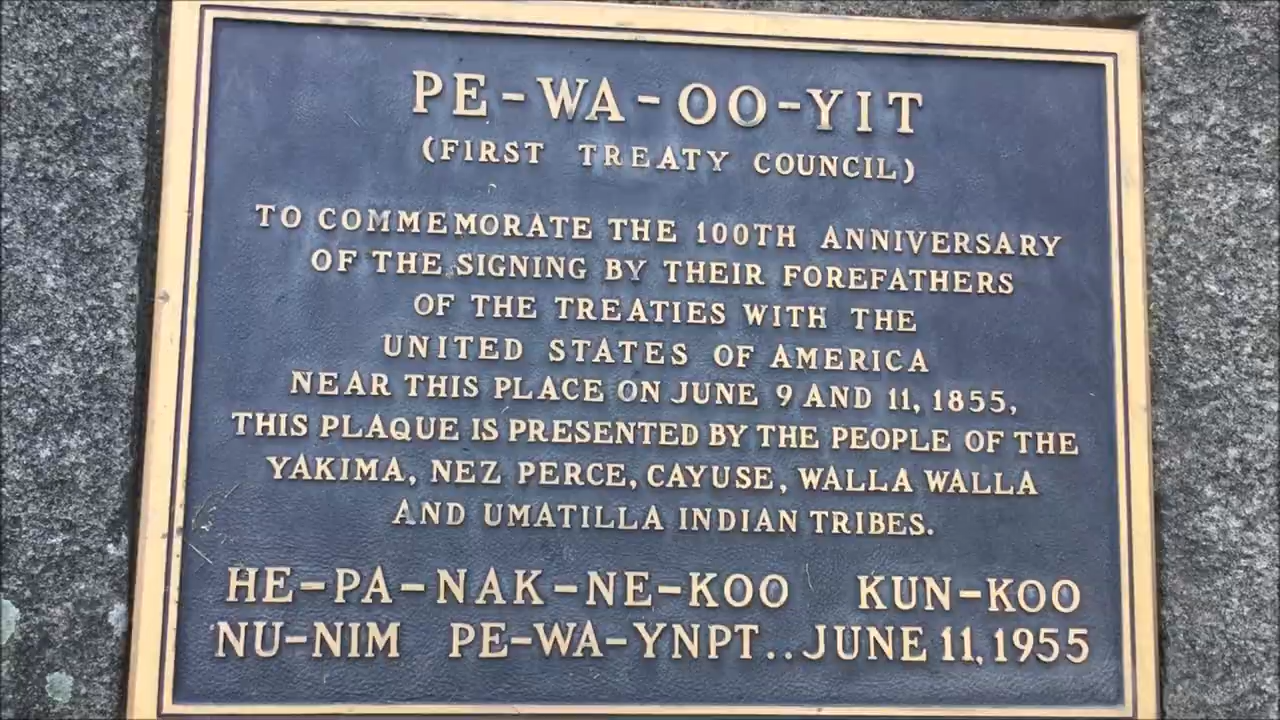 PE-WA-OO-YIT
(FIRST TREATY COUNCIL)
TO COMMEMORATE THE 100TH ANNIVERSARY
OF THE SIGNING BY THEIR FOREFATHERS
OF THE TREATIES WITH THE
UNITED STATES OF AMERICA
NEAR THIS PLACE ON JUNE 9 AND 11, 1855,
THIS PLAQUE IS PRESENTED BY THE PEOPLE OF THE
YAKIMA, NEZ PERCE, CAYUSE, WALLA WALLA
AND UMATILLA INDIAN TRIBES.
HE-PA-NAK-NE-KOO KUN-KOO
NU-NIM PE-WA-YNPT..JUNE 11, 1955